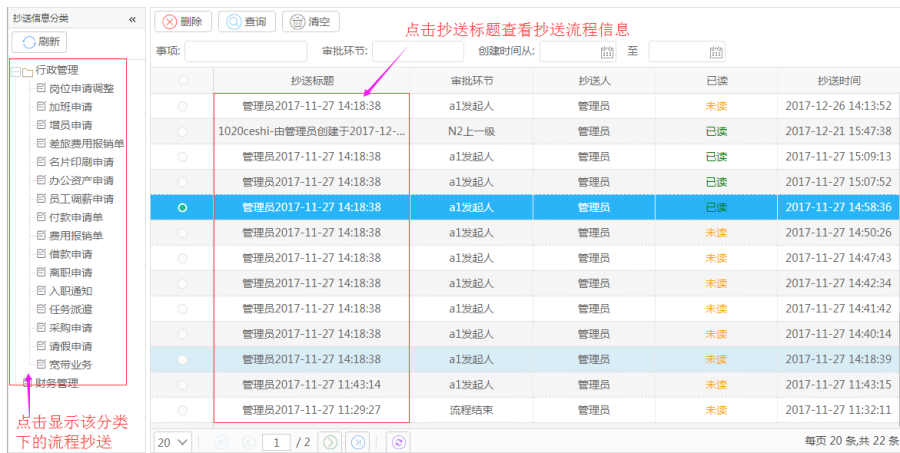 抄送信息分类 «
刷新
行政管理
岗位申请调整
加班申请
增员申请
差旅费用报销单
名片印刷申请
办公资产申请
员工调薪申请
付款申请单
费用报销单
借款申请
离职申请
入职通知
任务派遣
采购申请
请假申请
宽带业务
财务管理
点击显示该分类
下的流程抄送
删除 查询 清空
点击抄送标题查看抄送流程信息
事项: 审批环节: 创建时间从: 至
抄送标题 审批环节 抄送人 已读 抄送时间
管理员2017-11-27 14:18:38 a1发起人 管理员 未读 2017-12-26 14:13:52
1020ceshi-由管理员创建于2017-12-... N2上一级 管理员 已读 2017-12-21 15:47:38
管理员2017-11-27 14:18:38 a1发起人 管理员 已读 2017-11-27 15:09:13
管理员2017-11-27 14:18:38 a1发起人 管理员 已读 2017-11-27 15:07:52
管理员2017-11-27 14:18:38 a1发起人 管理员 已读 2017-11-27 14:58:36
管理员2017-11-27 14:18:38 a1发起人 管理员 未读 2017-11-27 14:50:26
管理员2017-11-27 14:18:38 a1发起人 管理员 未读 2017-11-27 14:47:43
管理员2017-11-27 14:18:38 a1发起人 管理员 未读 2017-11-27 14:42:34
管理员2017-11-27 14:18:38 a1发起人 管理员 未读 2017-11-27 14:41:42
管理员2017-11-27 14:18:38 a1发起人 管理员 未读 2017-11-27 14:40:14
管理员2017-11-27 14:18:38 a1发起人 管理员 未读 2017-11-27 14:18:39
管理员2017-11-27 11:43:14 a1发起人 管理员 未读 2017-11-27 11:43:15
管理员2017-11-27 11:29:27 流程结束 管理员 未读 2017-11-27 11:32:11
20 1 / 2 每页 20 条,共 22 条